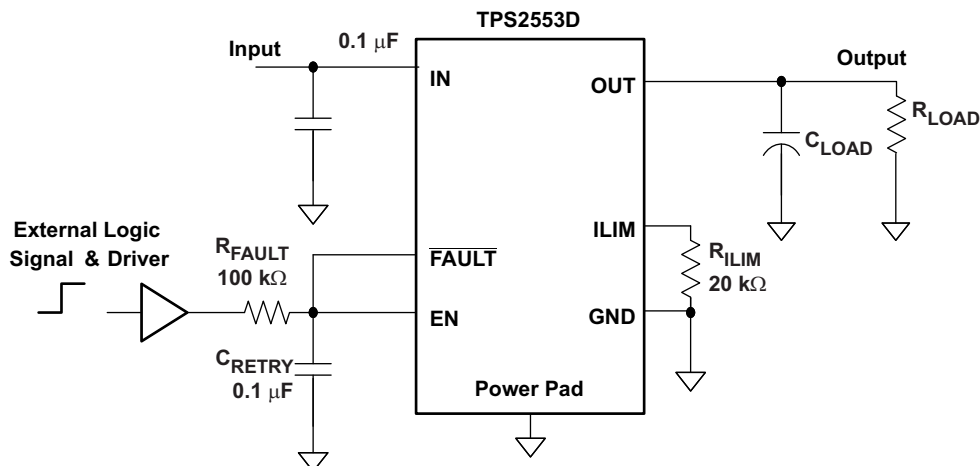 TPS2553D
Input
0.1 μF
IN
OUT
Output
R_LOAD
C_LOAD
External Logic
Signal & Driver
R_FAULT
100 kΩ
FAULT
ILIM
R_ILIM
20 kΩ
EN
GND
C_RETRY
0.1 μF
Power Pad